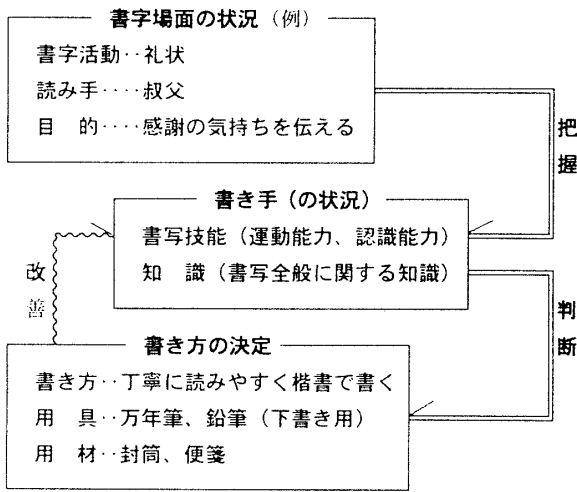 書字場面の状況（例）
書字活動‥礼状
読み手‥‥叔父
目　的‥‥感謝の気持ちを伝える
把握
書き手（の状況）
書写技能（運動能力、認識能力）
知　識（書写全般に関する知識）
改善
判断
書き方の決定
書き方‥丁寧に読みやすく楷書で書く
用　具‥万年筆、鉛筆（下書き用）
用　材‥封筒、便箋